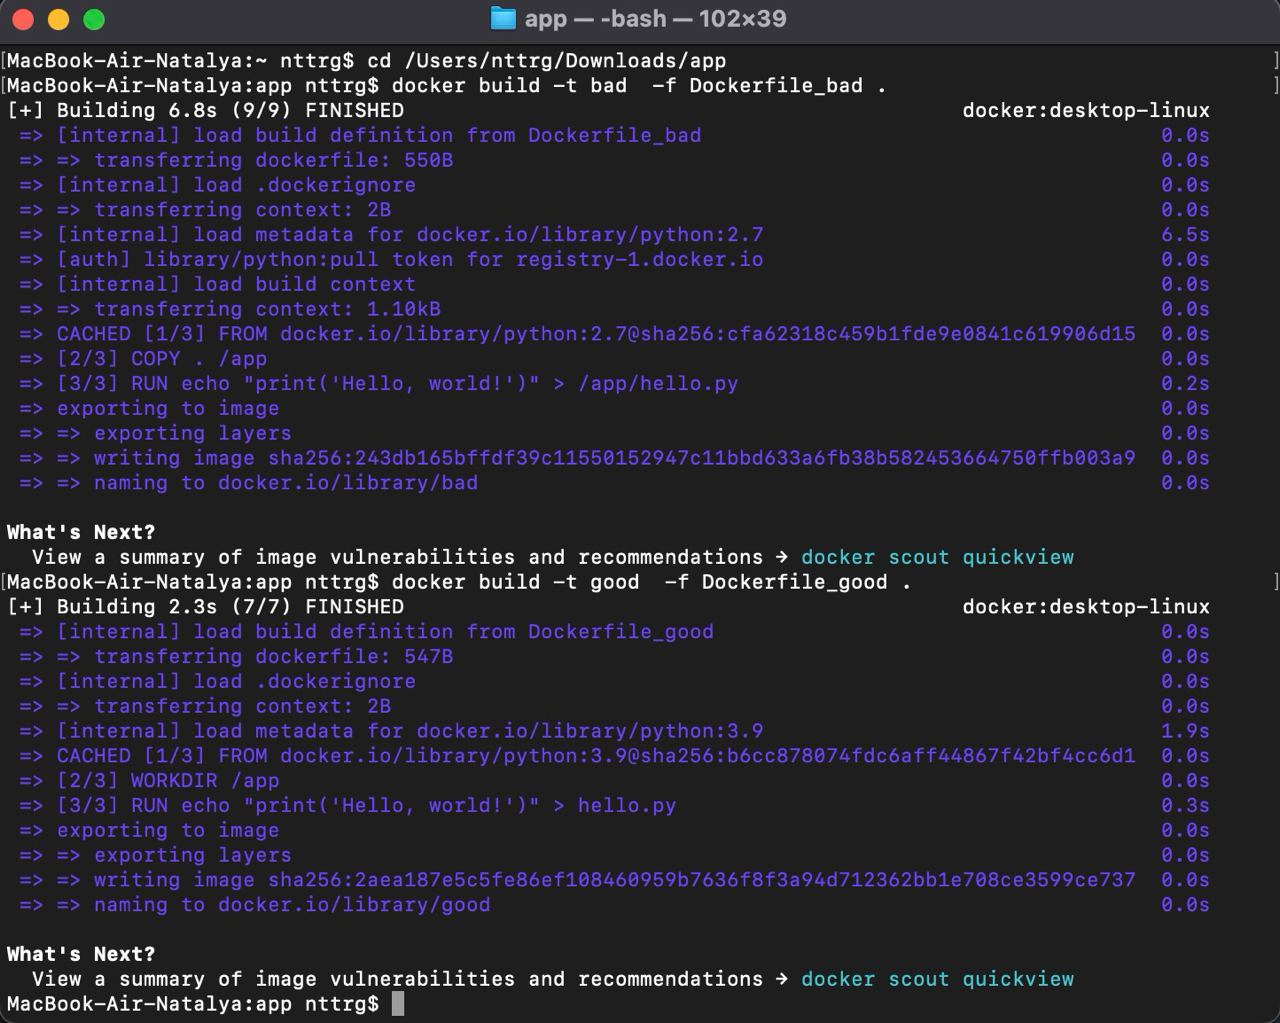 app — -bash — 102×39
[MacBook-Air-Natalya:~ nttrg$ cd /Users/nttrg/Downloads/app ]
[MacBook-Air-Natalya:app nttrg$ docker build -t bad  -f Dockerfile_bad . ]
[+] Building 6.8s (9/9) FINISHED docker:desktop-linux
=> [internal] load build definition from Dockerfile_bad 0.0s
=> => transferring dockerfile: 550B 0.0s
=> [internal] load .dockerignore 0.0s
=> => transferring context: 2B 0.0s
=> [internal] load metadata for docker.io/library/python:2.7 6.5s
=> [auth] library/python:pull token for registry-1.docker.io 0.0s
=> [internal] load build context 0.0s
=> => transferring context: 1.10kB 0.0s
=> CACHED [1/3] FROM docker.io/library/python:2.7@sha256:cfa62318c459b1fde9e0841c619906d15 0.0s
=> [2/3] COPY . /app 0.0s
=> [3/3] RUN echo "print('Hello, world!')" > /app/hello.py 0.2s
=> exporting to image 0.0s
=> => exporting layers 0.0s
=> => writing image sha256:243db165bffdf39c11550152947c11bbd633a6fb38b582453664750ffb003a9 0.0s
=> => naming to docker.io/library/bad 0.0s
What's Next?
View a summary of image vulnerabilities and recommendations → docker scout quickview
[MacBook-Air-Natalya:app nttrg$ docker build -t good  -f Dockerfile_good . ]
[+] Building 2.3s (7/7) FINISHED docker:desktop-linux
=> [internal] load build definition from Dockerfile_good 0.0s
=> => transferring dockerfile: 547B 0.0s
=> [internal] load .dockerignore 0.0s
=> => transferring context: 2B 0.0s
=> [internal] load metadata for docker.io/library/python:3.9 1.9s
=> CACHED [1/3] FROM docker.io/library/python:3.9@sha256:b6cc878074fdc6aff44867f42bf4cc6d1 0.0s
=> [2/3] WORKDIR /app 0.0s
=> [3/3] RUN echo "print('Hello, world!')" > hello.py 0.3s
=> exporting to image 0.0s
=> => exporting layers 0.0s
=> => writing image sha256:2aea187e5c5fe86ef108460959b7636f8f3a94d712362bb1e708ce3599ce737 0.0s
=> => naming to docker.io/library/good 0.0s
What's Next?
View a summary of image vulnerabilities and recommendations → docker scout quickview
MacBook-Air-Natalya:app nttrg$